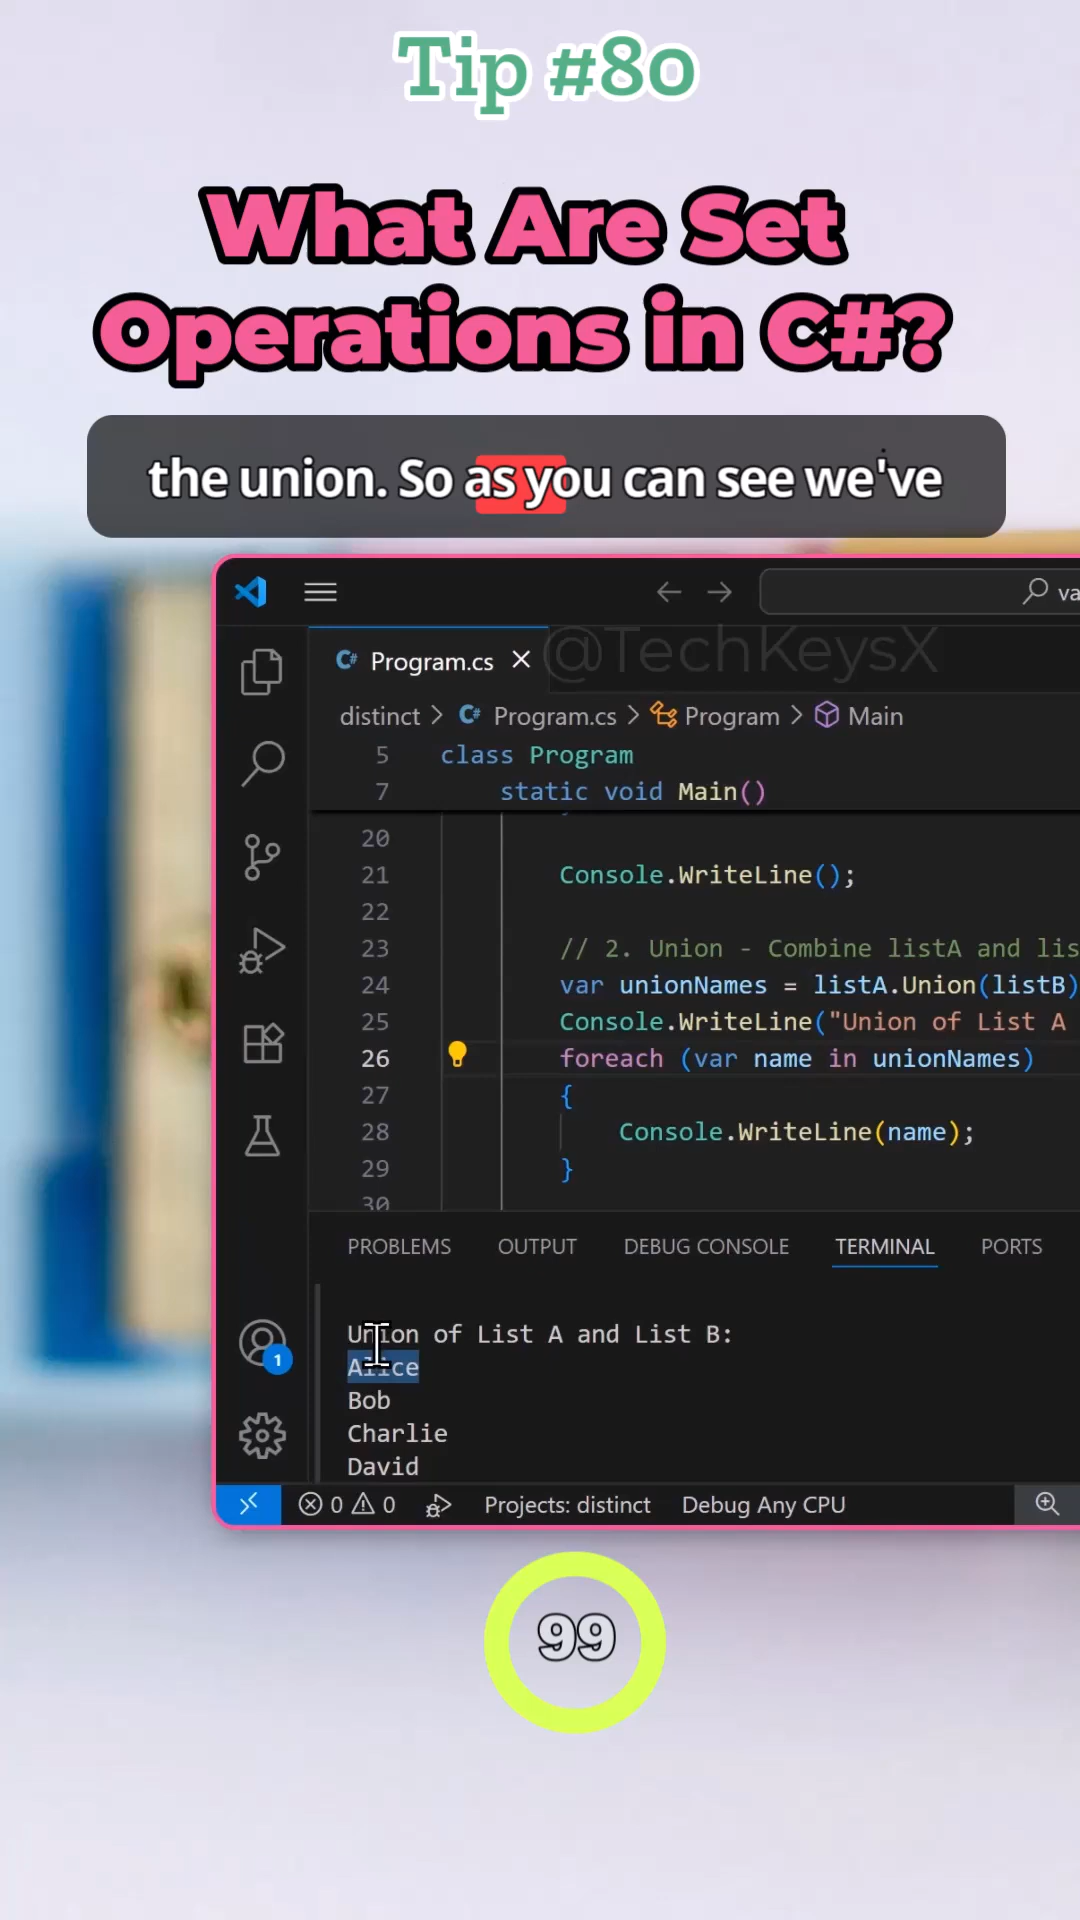 Tip #80
What Are Set
Operations in C#?
the union. So as you can see we've
Program.cs
@TechKeysX
distinct > Program.cs > Program > Main
5 class Program
7 static void Main()
20
21 Console.WriteLine();
22
23 // 2. Union - Combine listA and lis
24 var unionNames = listA.Union(listB)
25 Console.WriteLine("Union of List A
26 foreach (var name in unionNames)
27 {
28 Console.WriteLine(name);
29 }
30
PROBLEMS OUTPUT DEBUG CONSOLE TERMINAL PORTS
Union of List A and List B:
1
Alice
Bob
Charlie
David
0 0 Projects: distinct Debug Any CPU
99